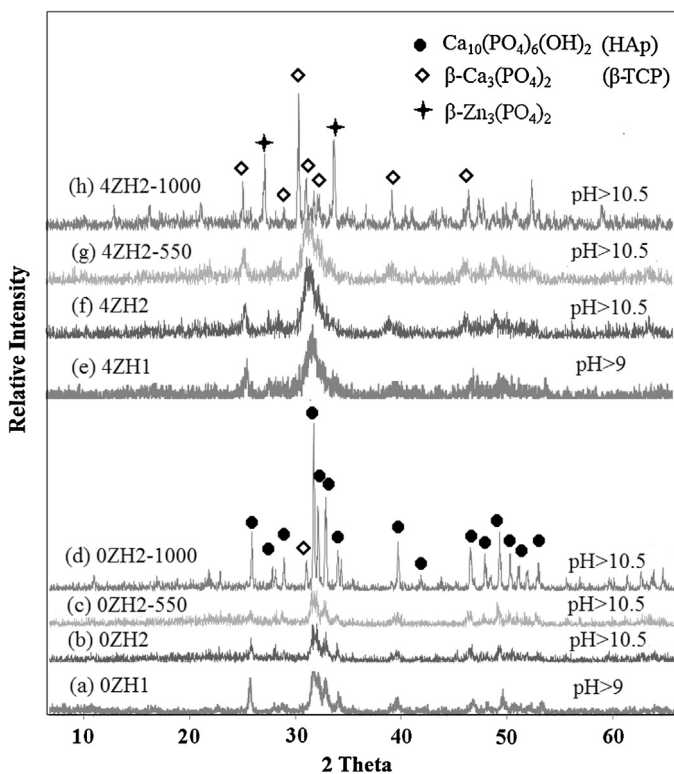 Ca10(PO4)6(OH)2 (HAp)
β-Ca3(PO4)2 (β-TCP)
β-Zn3(PO4)2
(h) 4ZH2-1000 pH>10.5
(g) 4ZH2-550 pH>10.5
(f) 4ZH2 pH>10.5
(e) 4ZH1 pH>9
(d) 0ZH2-1000 pH>10.5
(c) 0ZH2-550 pH>10.5
(b) 0ZH2 pH>10.5
(a) 0ZH1 pH>9
Relative Intensity
10 20 30 40 50 60
2 Theta